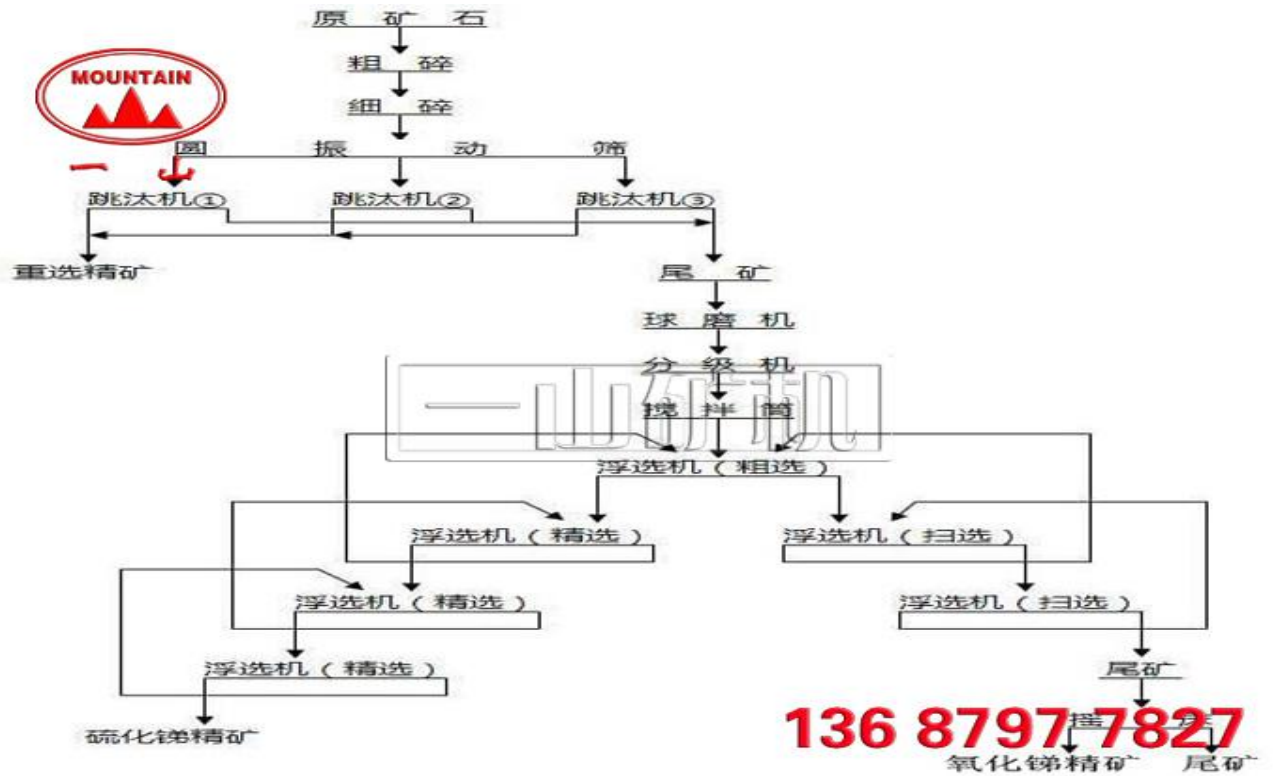 原矿石
MOUNTAIN
粗碎
细碎
圆振动筛
一山
跳汰机① 跳汰机② 跳汰机③
重选精矿 尾矿
球磨机
分级机
一山矿机
搅拌筒
浮选机(粗选)
浮选机(精选) 浮选机(扫选)
浮选机(精选) 浮选机(扫选)
浮选机(精选) 尾矿
136 8797 7827
硫化锑精矿 摇床
氧化锑精矿 尾矿